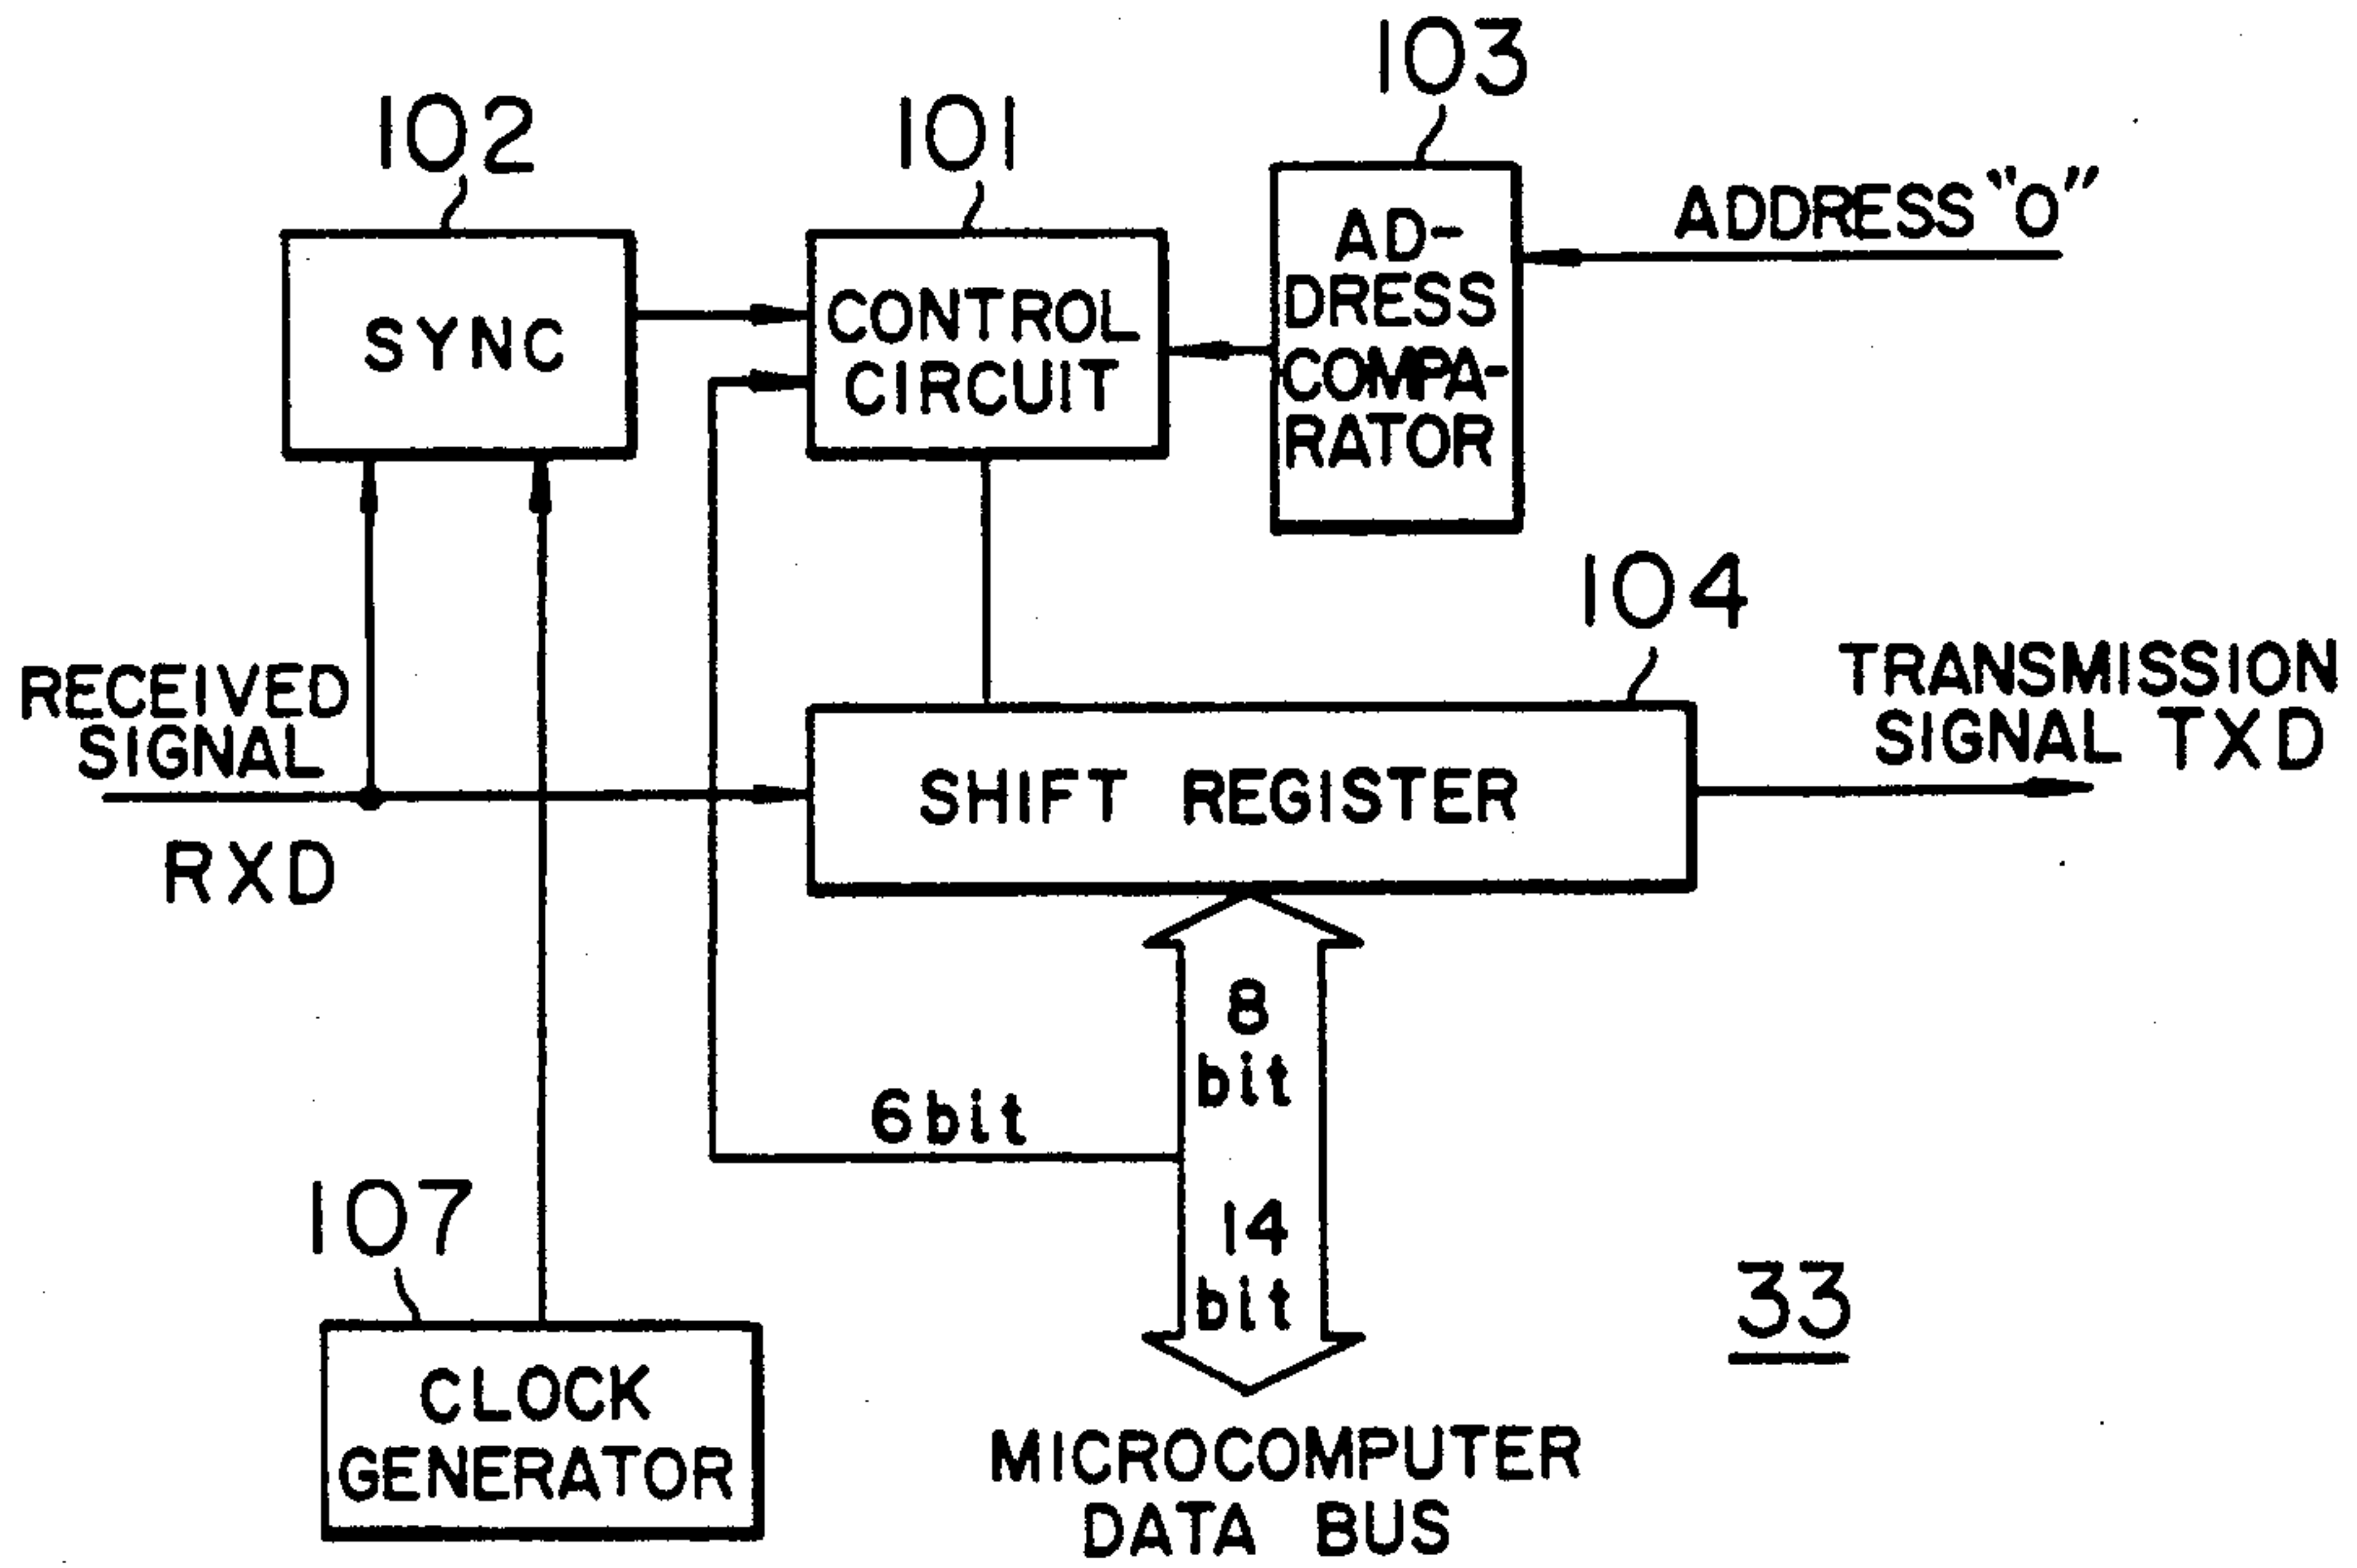 103
102
101
ADDRESS "O"
AD-
DRESS
COMPA-
RATOR
SYNC
CONTROL
CIRCUIT
104
RECEIVED
SIGNAL
RXD
TRANSMISSION
SIGNAL TXD
SHIFT REGISTER
8
bit
6bit
14
bit
107
33
CLOCK
GENERATOR
MICROCOMPUTER
DATA BUS